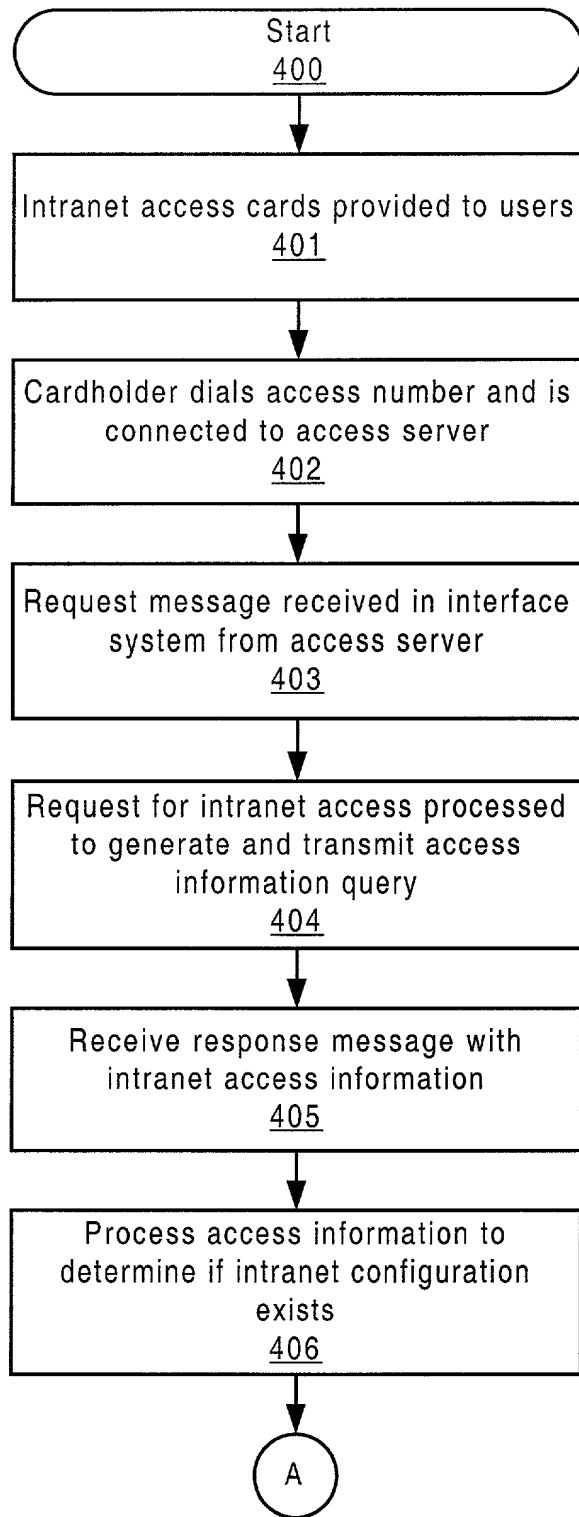 Start
400
Intranet access cards provided to users
401
Cardholder dials access number and is
connected to access server
402
Request message received in interface
system from access server
403
Request for intranet access processed
to generate and transmit access
information query
404
Receive response message with
intranet access information
405
Process access information to
determine if intranet configuration
exists
406
A